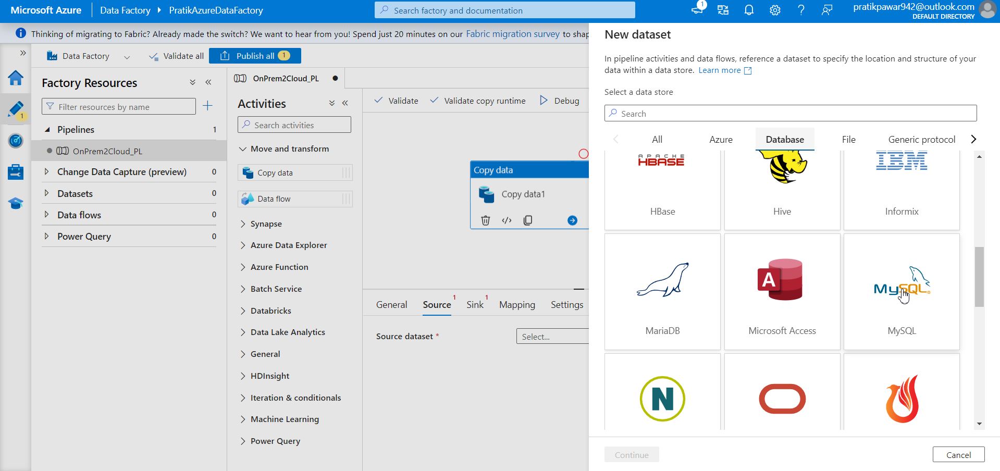 Microsoft Azure
Data Factory
PratikAzureDataFactory
Search factory and documentation
1
pratikpawar942@outlook.com
DEFAULT DIRECTORY
Thinking of migrating to Fabric? Already made the switch? We want to hear from you! Spend just 20 minutes on our Fabric migration survey to shap
Data Factory
Validate all
Publish all 1
1
Factory Resources
Filter resources by name
Pipelines 1
OnPrem2Cloud_PL
Change Data Capture (preview) 0
Datasets 0
Data flows 0
Power Query 0
OnPrem2Cloud_PL
Activities
Search activities
Move and transform
Copy data
Data flow
Synapse
Azure Data Explorer
Azure Function
Batch Service
Databricks
Data Lake Analytics
General
HDInsight
Iteration & conditionals
Machine Learning
Power Query
Validate
Validate copy runtime
Debug
Copy data
Copy data1
General
Source 1
Sink 1
Mapping
Settings
Source dataset *
Select...
New dataset
In pipeline activities and data flows, reference a dataset to specify the location and structure of your
data within a data store. Learn more
Select a data store
Search
All
Azure
Database
File
Generic protocol
APACHE
HBASE
IBM
HBase
Hive
Informix
A
MySQL
MariaDB
Microsoft Access
MySQL
N
Continue
Cancel